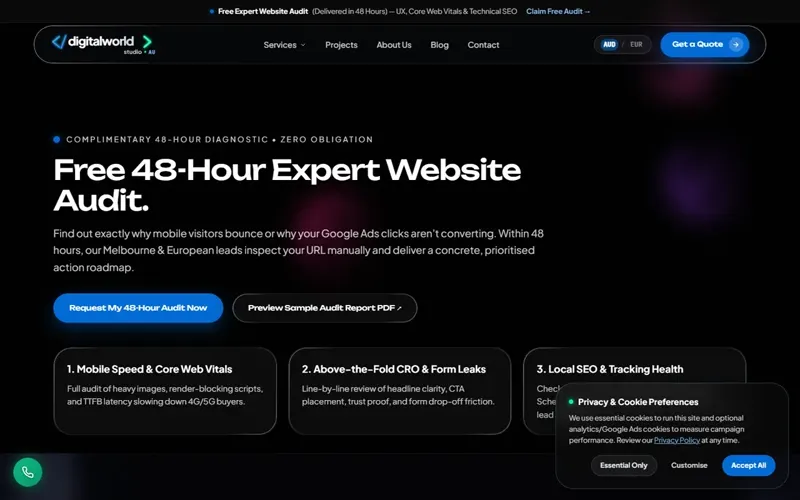 Free Expert Website Audit (Delivered in 48 Hours) — UX, Core Web Vitals & Technical SEO Claim Free Audit →
</> digitalworld
studio • AU
Services Projects About Us Blog Contact
AUD / EUR
Get a Quote →
COMPLIMENTARY 48-HOUR DIAGNOSTIC • ZERO OBLIGATION
Free 48-Hour Expert Website
Audit.
Find out exactly why mobile visitors bounce or why your Google Ads clicks aren't converting. Within 48
hours, our Melbourne & European leads inspect your URL manually and deliver a concrete, prioritised
action roadmap.
Request My 48-Hour Audit Now
Preview Sample Audit Report PDF ↗
1. Mobile Speed & Core Web Vitals
Full audit of heavy images, render-blocking scripts,
and TTFB latency slowing down 4G/5G buyers.
2. Above-the-Fold CRO & Form Leaks
Line-by-line review of headline clarity, CTA
placement, trust proof, and form drop-off friction.
3. Local SEO & Tracking Health
lead
Privacy & Cookie Preferences
We use essential cookies to run this site and optional
analytics/Google Ads cookies to measure campaign
performance. Review our Privacy Policy at any time.
Essential Only
Customise
Accept All